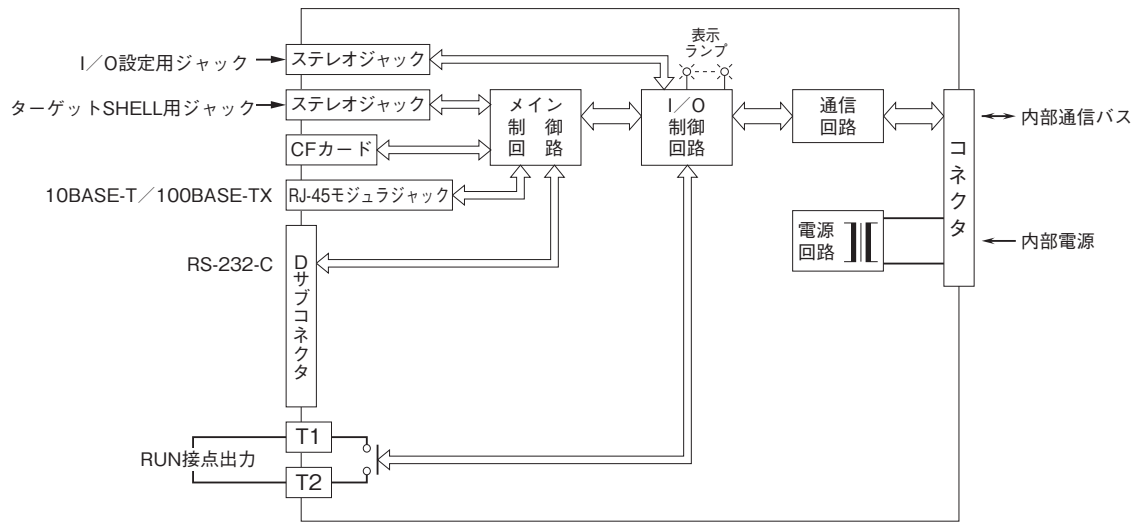 表示
ランプ
I/O設定用ジャック
ステレオジャック
ターゲットSHELL用ジャック
ステレオジャック
メイン
制御
回路
I/O
制御
回路
通信
回路
コネクタ
内部通信バス
CFカード
10BASE-T/100BASE-TX
RJ-45モジュラジャック
電源
回路
内部電源
RS-232-C
Dサブコネクタ
T1
RUN接点出力
T2